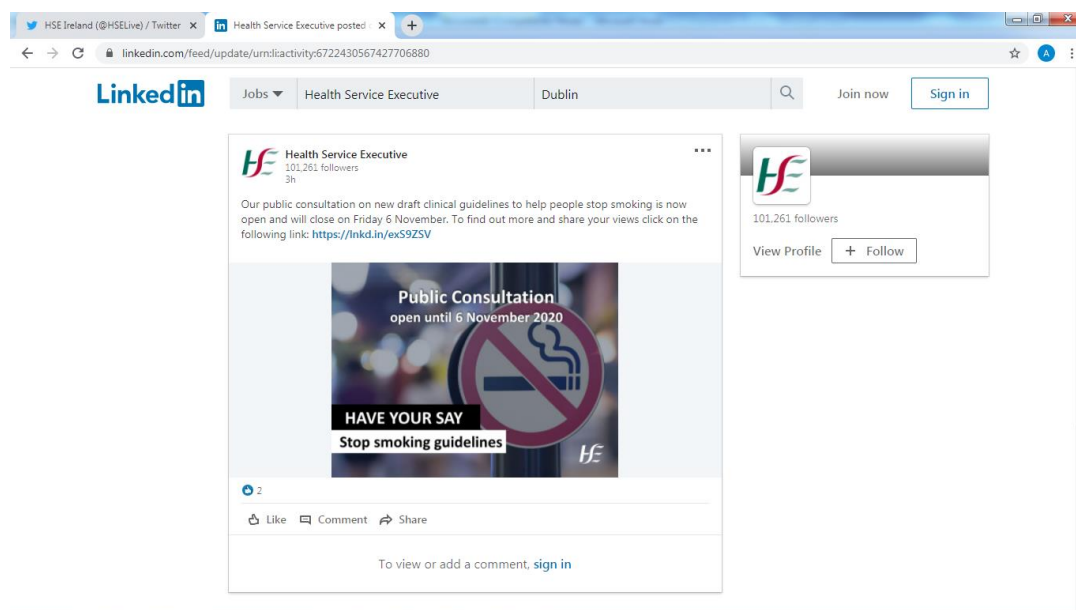 HSE Ireland (@HSELive) / Twitter
Health Service Executive posted
linkedin.com/feed/update/urn:li:activity:6722430567427706880
A
Linked in
Jobs
Health Service Executive
Dublin
Join now
Sign in
Health Service Executive
101,261 followers
3h
Our public consultation on new draft clinical guidelines to help people stop smoking is now
open and will close on Friday 6 November. To find out more and share your views click on the
following link: https://lnkd.in/exS9ZSV
Public Consultation
open until 6 November 2020
HAVE YOUR SAY
Stop smoking guidelines
HE
2
Like Comment Share
To view or add a comment, sign in
HE
101,261 followers
View Profile + Follow